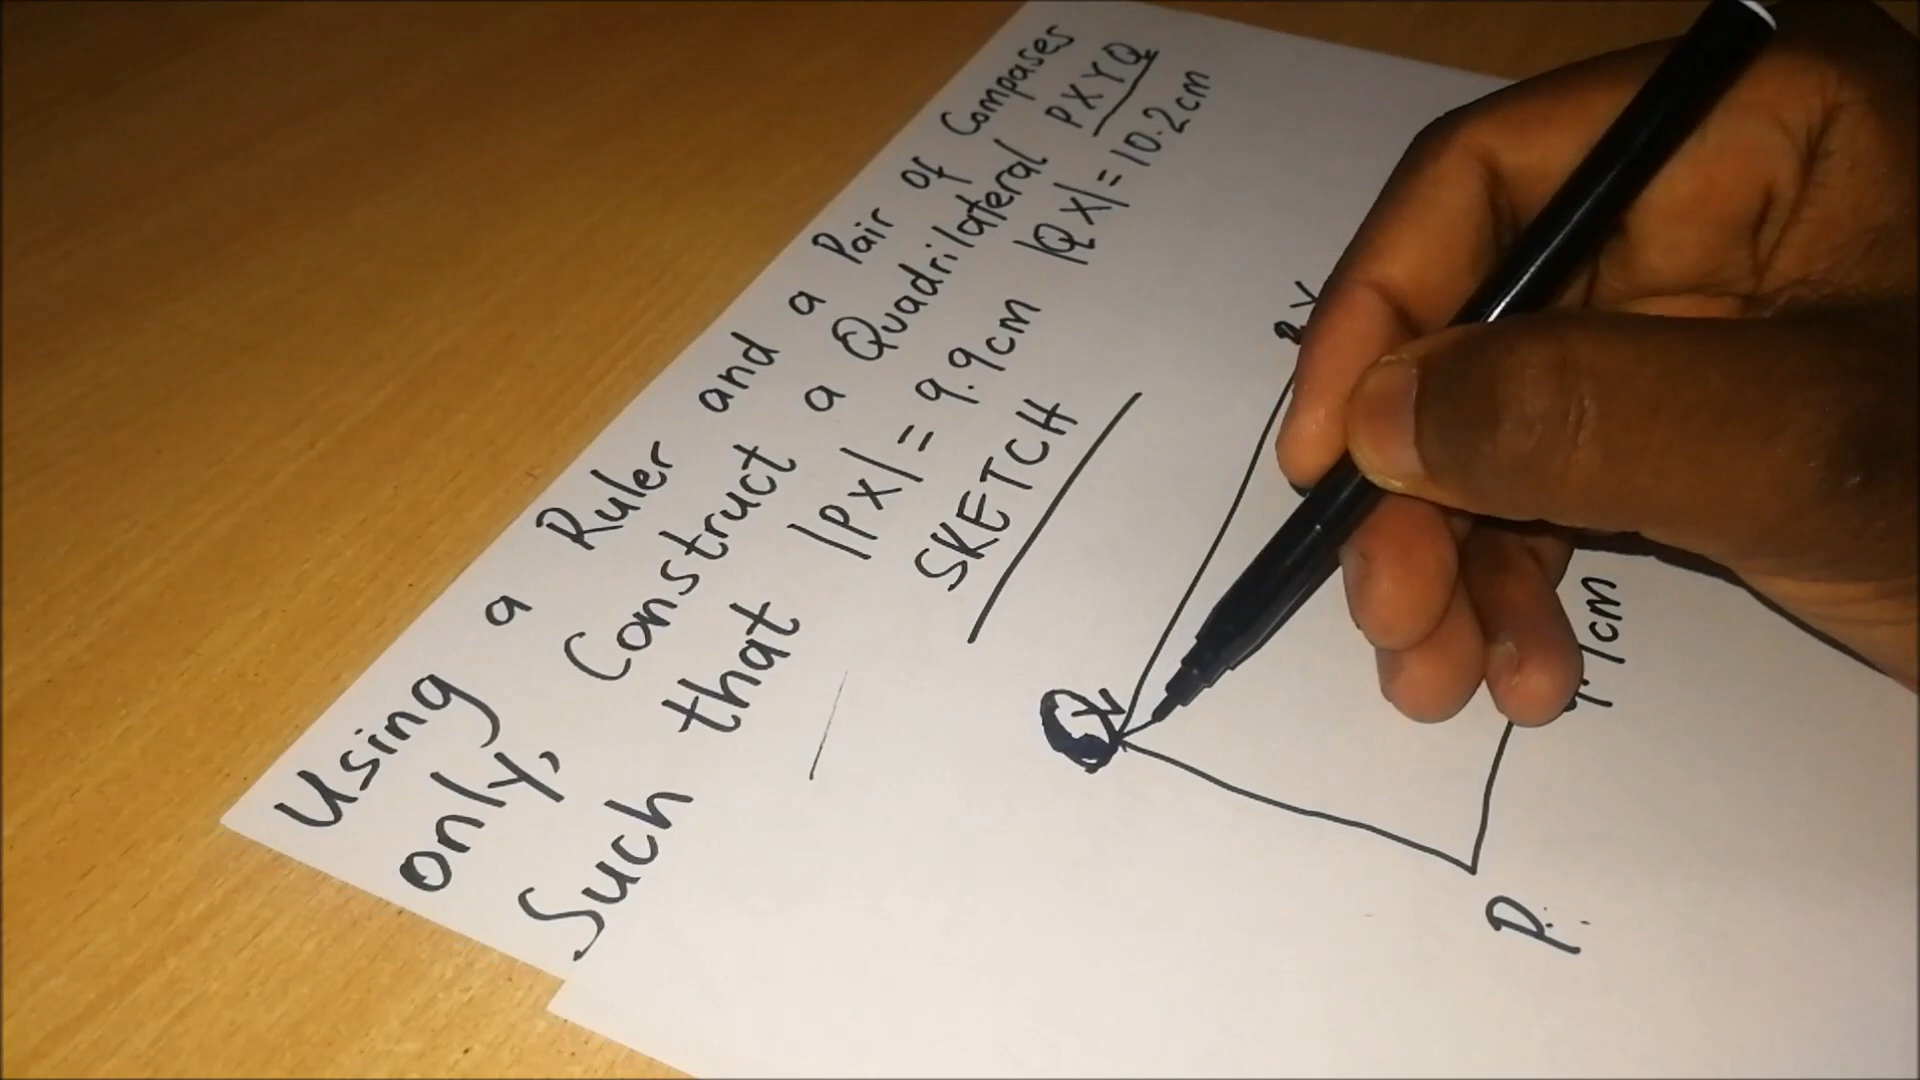 Using a Ruler and a Pair of Compases
only, Construct a Quadrilateral PXYQ
Such that |PX| = 9.9cm |QX| = 10.2cm
SKETCH
Y
Q
cm
P